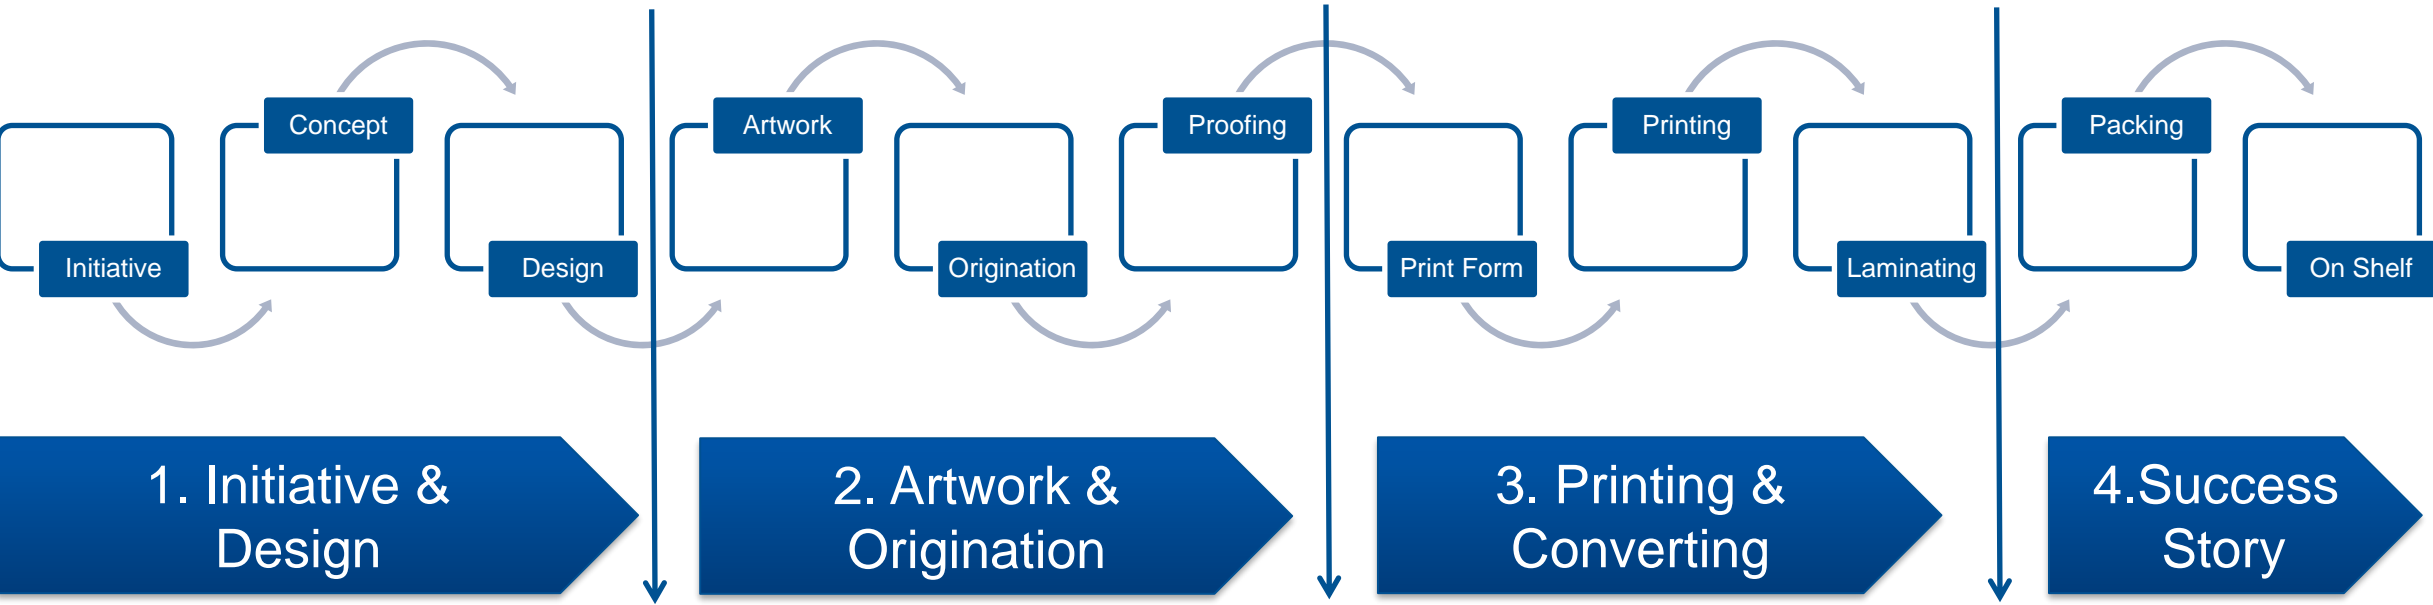 Initiative
Concept
Design
Artwork
Origination
Proofing
Print Form
Printing
Laminating
Packing
On Shelf
1. Initiative &
Design
2. Artwork &
Origination
3. Printing &
Converting
4.Success
Story